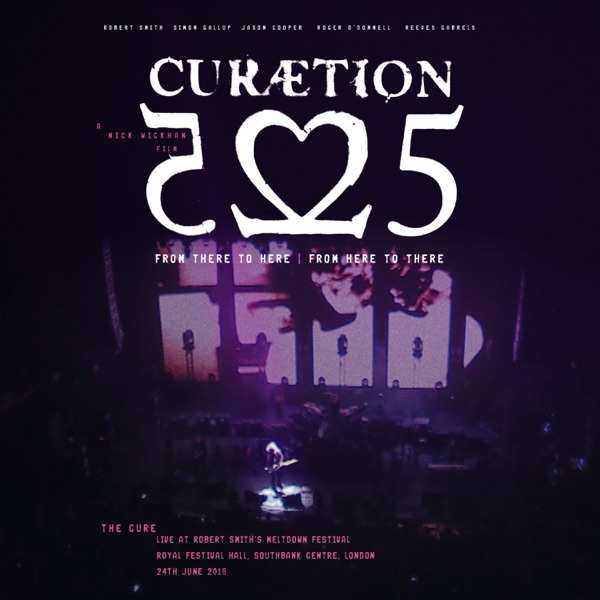 ROBERT SMITH SIMON GALLUP JASON COOPER ROGER O'DONNELL REEVES GABRELS
CURÆTION
A
NICK WICKHAM
FILM
25
FROM THERE TO HERE | FROM HERE TO THERE
THE CURE
LIVE AT ROBERT SMITH'S MELTDOWN FESTIVAL
ROYAL FESTIVAL HALL, SOUTHBANK CENTRE, LONDON
24TH JUNE 2018